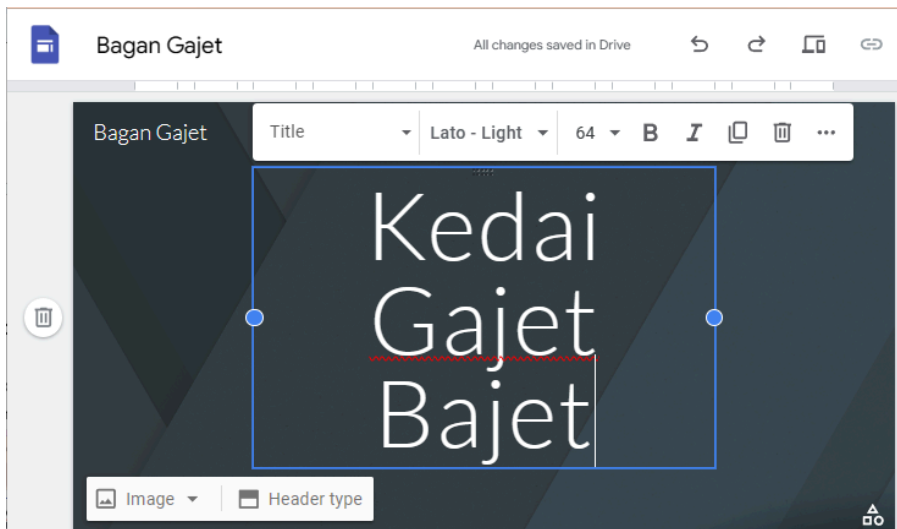 Bagan Gajet
All changes saved in Drive
Bagan Gajet
Title
Lato - Light
64
B
I
Kedai
Gajet
Bajet
Image
Header type